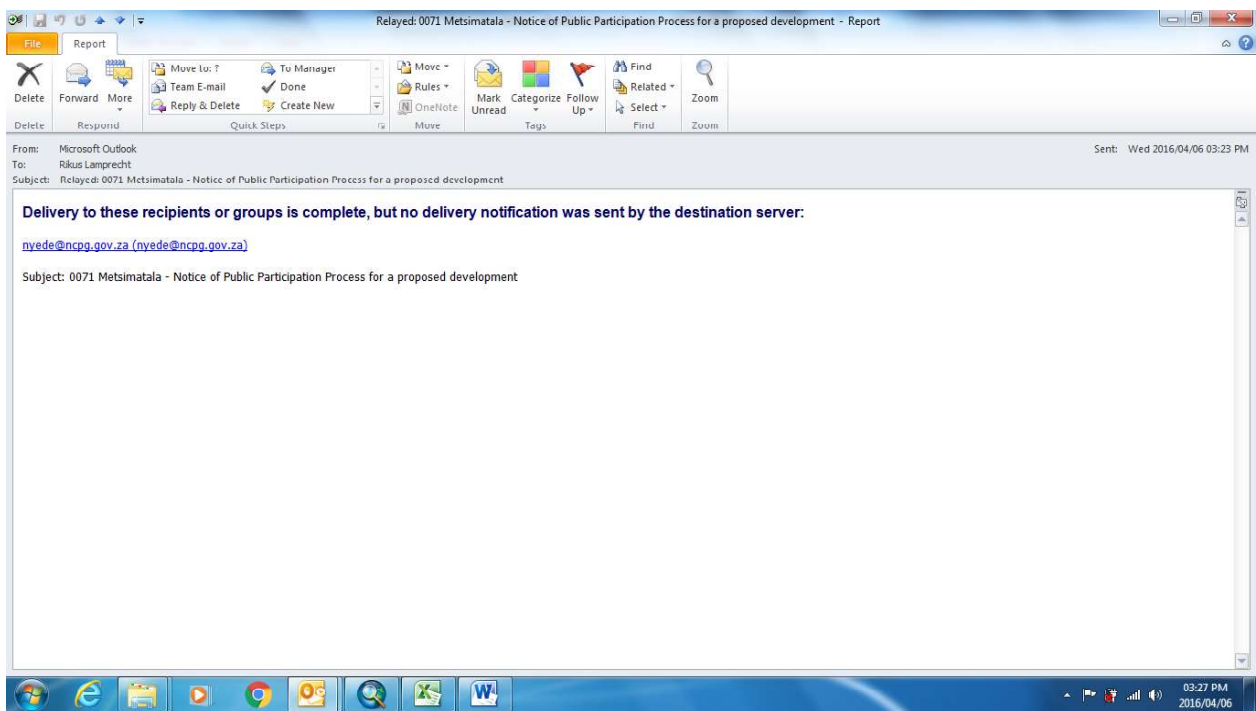 Relayed: 0071 Metsimatala - Notice of Public Participation Process for a proposed development - Report
File Report
Move to: ? To Manager Move Find
Team E-mail Done Rules Related
Delete Forward More Reply & Delete Create New OneNote Mark Unread Categorize Follow Up Select Zoom
Delete Respond Quick Steps Move Tags Find Zoom
From: Microsoft Outlook Sent: Wed 2016/04/06 03:23 PM
To: Rikus Lamprecht
Subject: Relayed: 0071 Metsimatala - Notice of Public Participation Process for a proposed development
Delivery to these recipients or groups is complete, but no delivery notification was sent by the destination server:
nyede@ncpg.gov.za (nyede@ncpg.gov.za)
Subject: 0071 Metsimatala - Notice of Public Participation Process for a proposed development
03:27 PM
2016/04/06